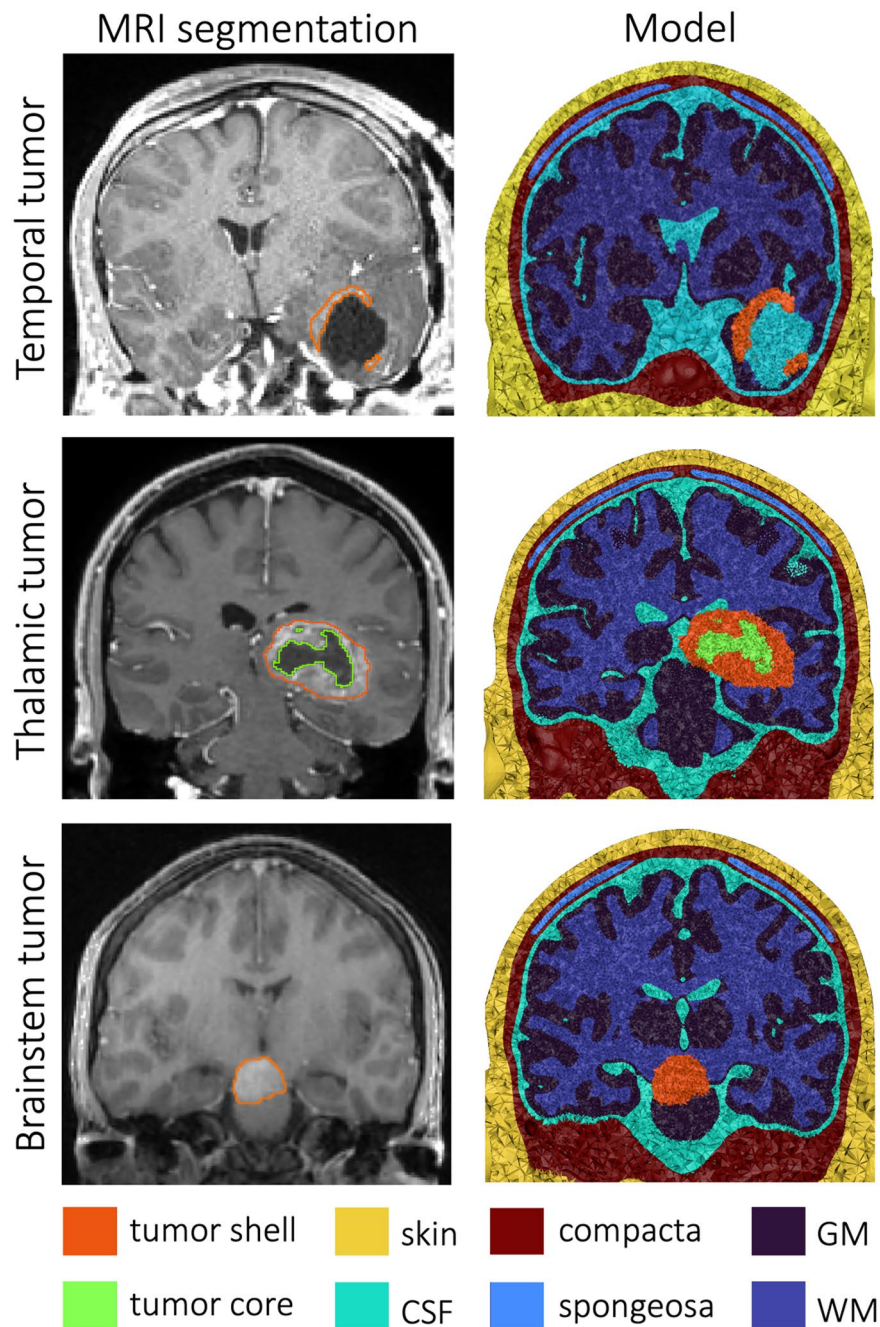 MRI segmentation
Model
Temporal tumor
Thalamic tumor
Brainstem tumor
tumor shell
skin
compacta
GM
tumor core
CSF
spongeosa
WM